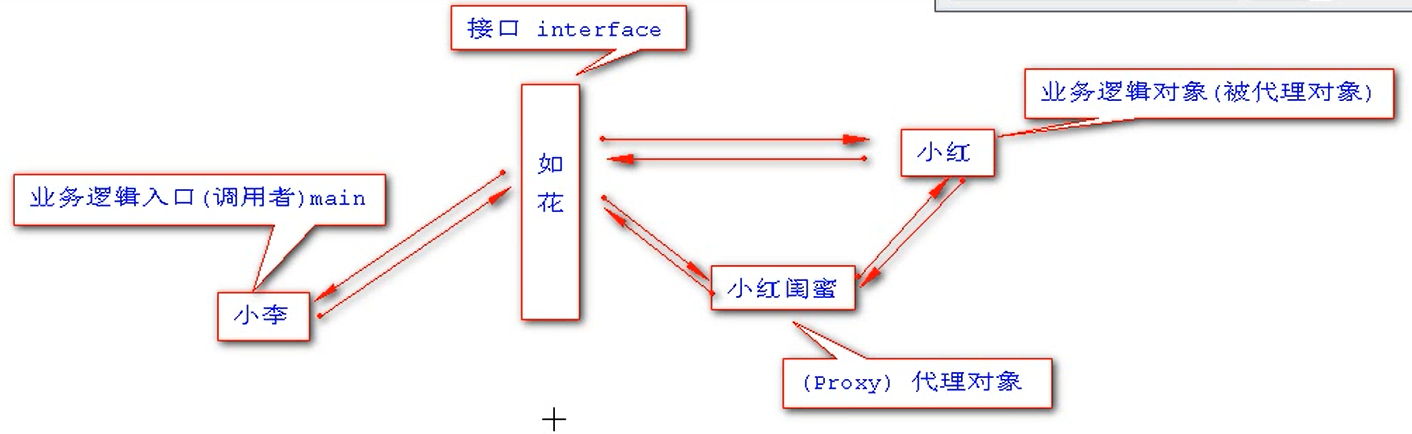 接口 interface
业务逻辑对象(被代理对象)
如
花
小红
业务逻辑入口(调用者)main
小红闺蜜
小李
(Proxy) 代理对象